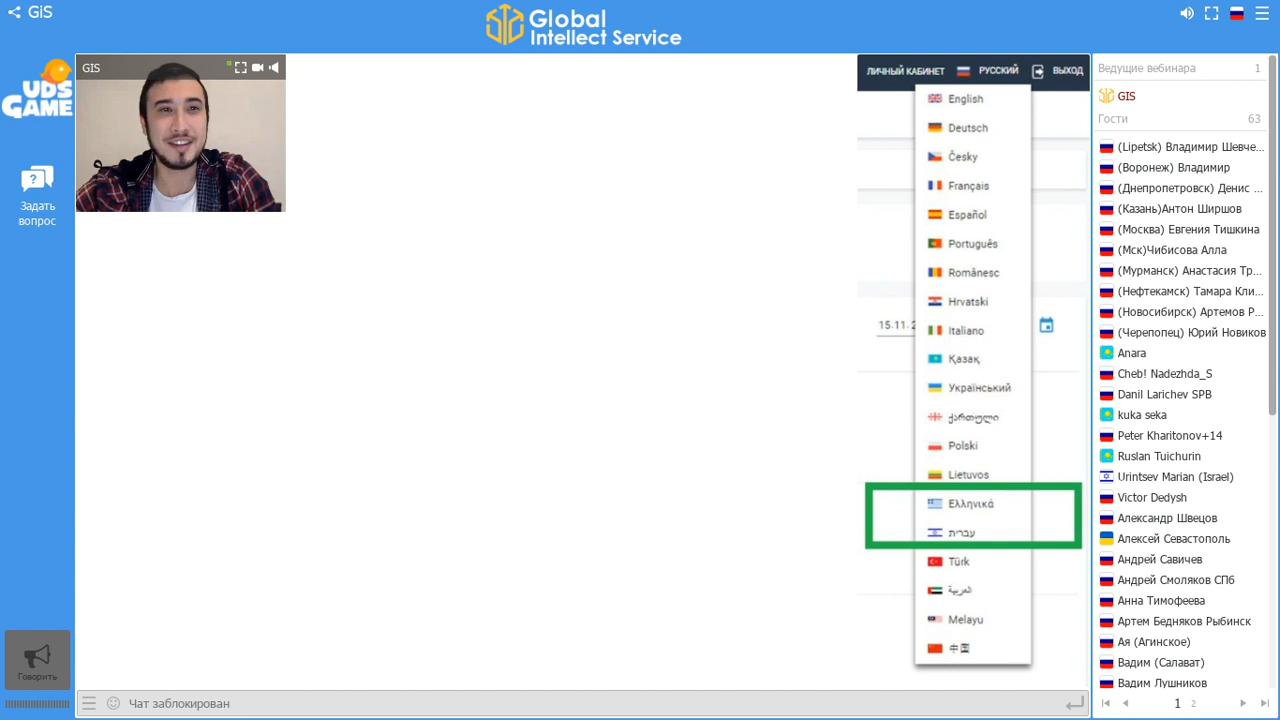 GiS
Global
Intellect Service
UDS
GAME
Задать
вопрос
Говорить
GIS
ЛИЧНЫЙ КАБИНЕТ РУССКИЙ ВЫХОД
English
Deutsch
Česky
Français
Español
Português
Românesc
Hrvatski
15.11.2
Italiano
Қазақ
Український
ქართული
Polski
Lietuvos
Ελληνικά
עברית
Türk
العربية
Melayu
中国
Чат заблокирован
Ведущие вебинара 1
GIS
Гости 63
(Lipetsk) Владимир Шевче...
(Воронеж) Владимир
(Днепропетровск) Денис ...
(Казань)Антон Ширшов
(Москва) Евгения Тишкина
(Мск)Чибисова Алла
(Мурманск) Анастасия Тр...
(Нефтекамск) Тамара Кли...
(Новосибирск) Артемов Р...
(Черепопец) Юрий Новиков
Anara
Cheb! Nadezhda_S
Danil Larichev SPB
kuka seka
Peter Kharitonov+14
Ruslan Tuichurin
Urintsev Marian (Israel)
Victor Dedysh
Александр Швецов
Алексей Севастополь
Андрей Савичев
Андрей Смоляков СПб
Анна Тимофеева
Артем Бедняков Рыбинск
Ая (Агинское)
Вадим (Салават)
Вадим Лушников
1 2